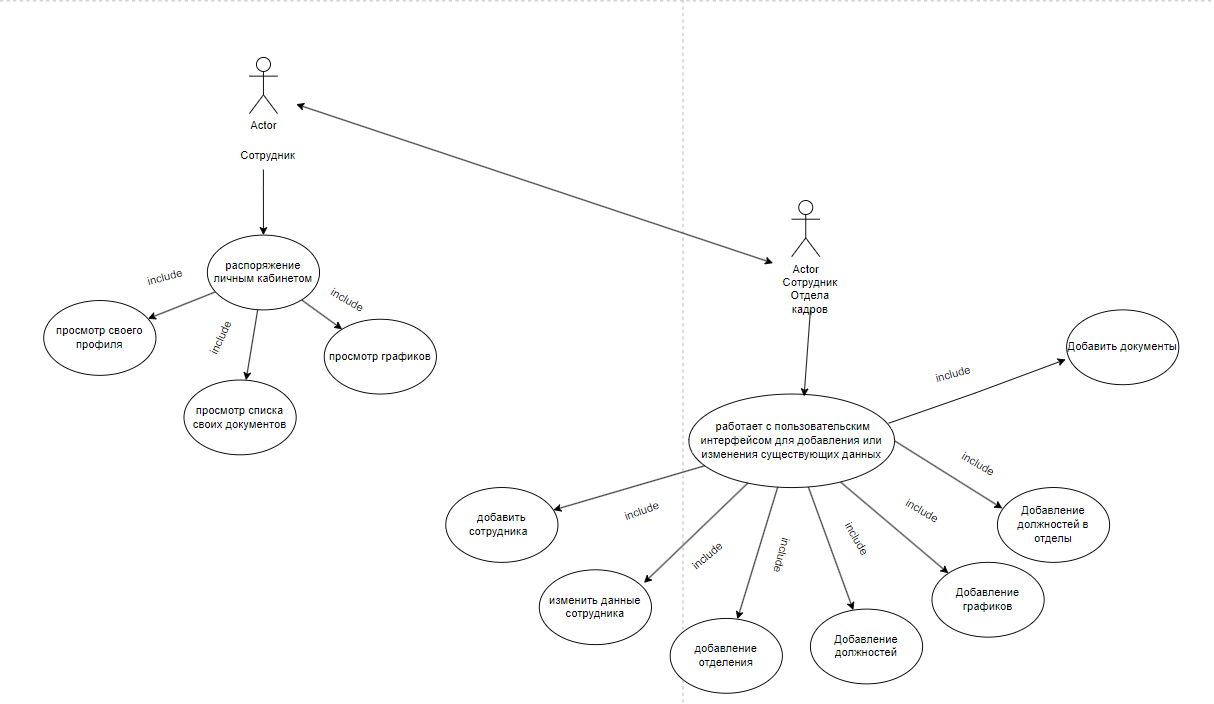 Actor
Сотрудник
распоряжение
личным кабинетом
include
include
include
просмотр своего
профиля
просмотр графиков
просмотр списка
своих документов
Actor
Сотрудник
Отдела
кадров
Добавить документы
include
работает с пользовательским
интерфейсом для добавления или
изменения существующих данных
include
include
include
include
include
include
добавить
сотрудника
Добавление
должностей в
отделы
изменить данные
сотрудника
Добавление
графиков
добавление
отделения
Добавление
должностей